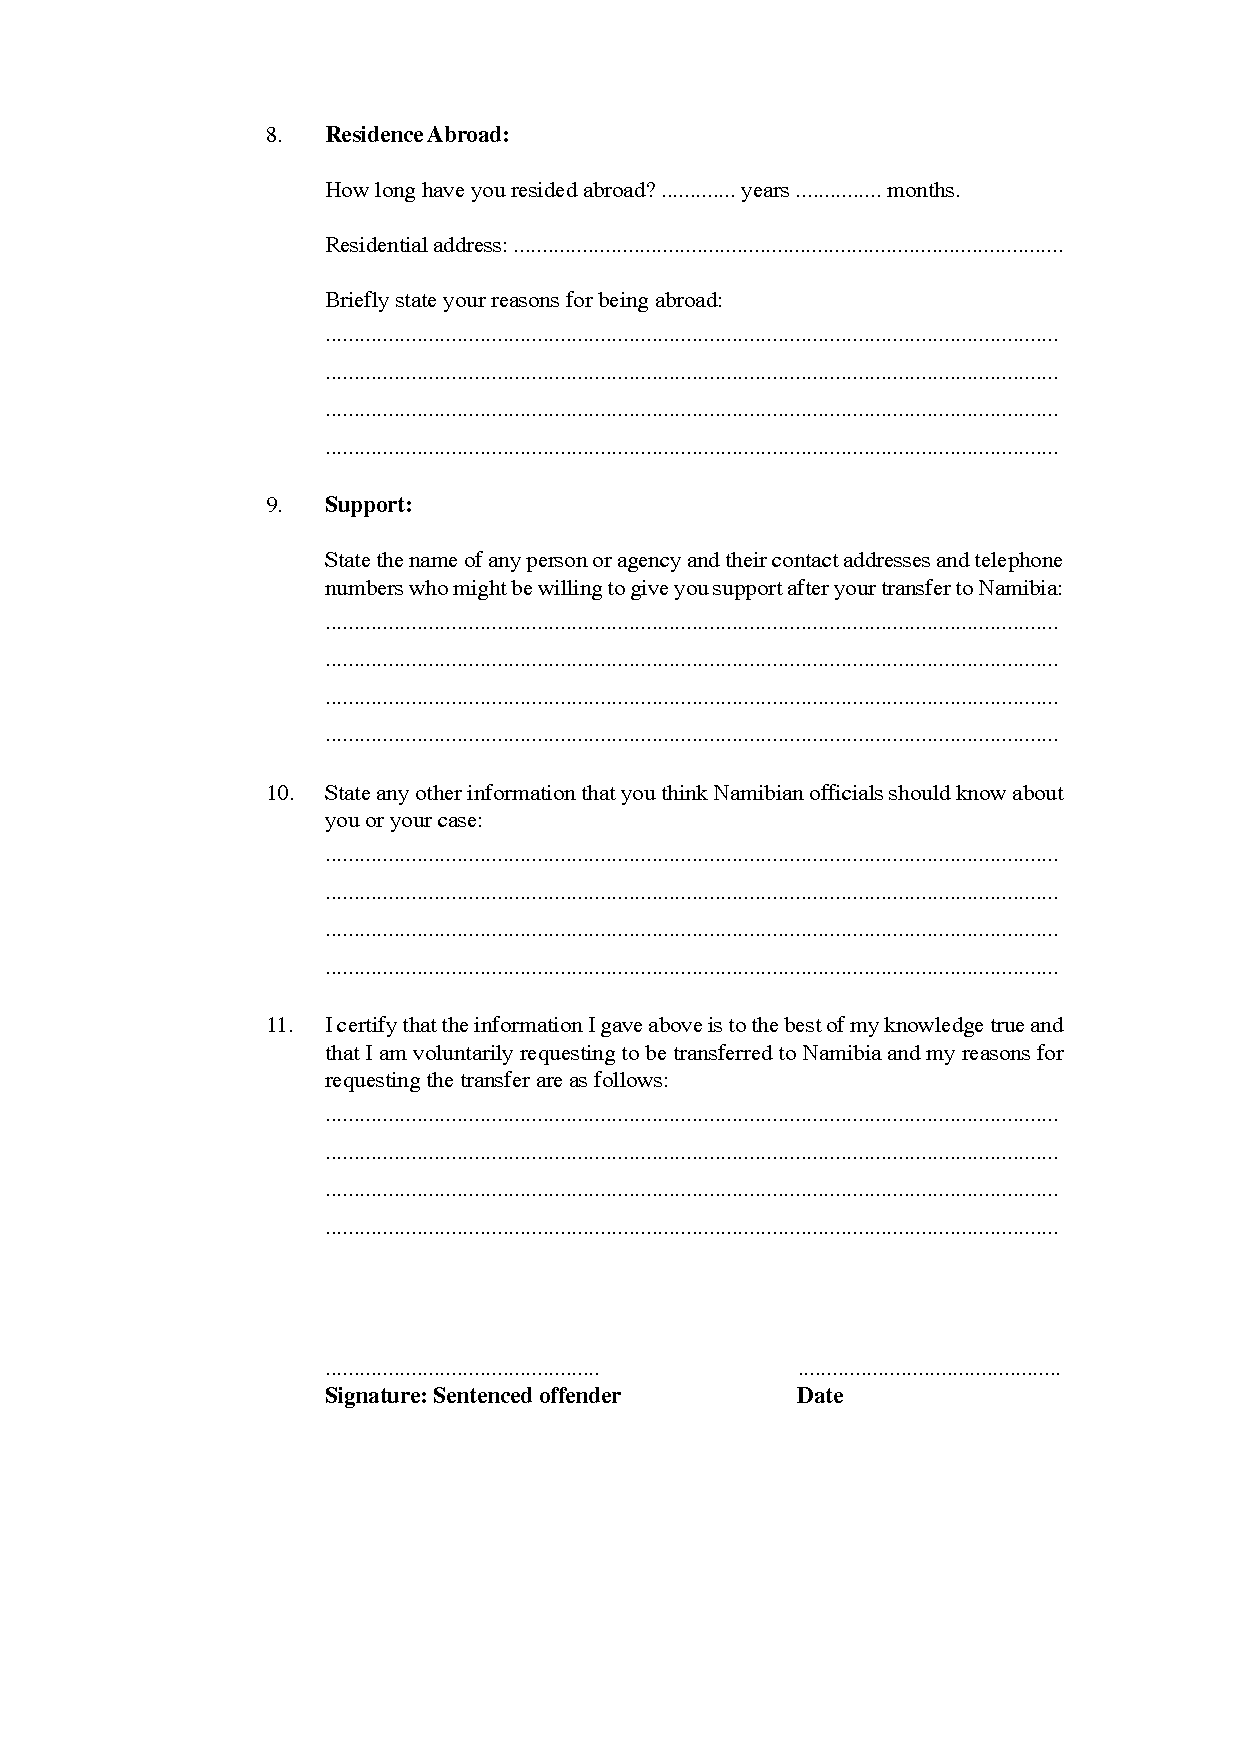 8. Residence Abroad:
How long have you resided abroad? ............. years ............... months.
Residential address: ................................................................................................
Briefly state your reasons for being abroad:
................................................................................................................................
................................................................................................................................
................................................................................................................................
................................................................................................................................
9. Support:
State the name of any person or agency and their contact addresses and telephone
numbers who might be willing to give you support after your transfer to Namibia:
................................................................................................................................
................................................................................................................................
................................................................................................................................
................................................................................................................................
10. State any other information that you think Namibian officials should know about
you or your case:
................................................................................................................................
................................................................................................................................
................................................................................................................................
................................................................................................................................
11. I certify that the information I gave above is to the best of my knowledge true and
that I am voluntarily requesting to be transferred to Namibia and my reasons for
requesting the transfer are as follows:
................................................................................................................................
................................................................................................................................
................................................................................................................................
................................................................................................................................
................................................ ..............................................
Signature: Sentenced offender Date